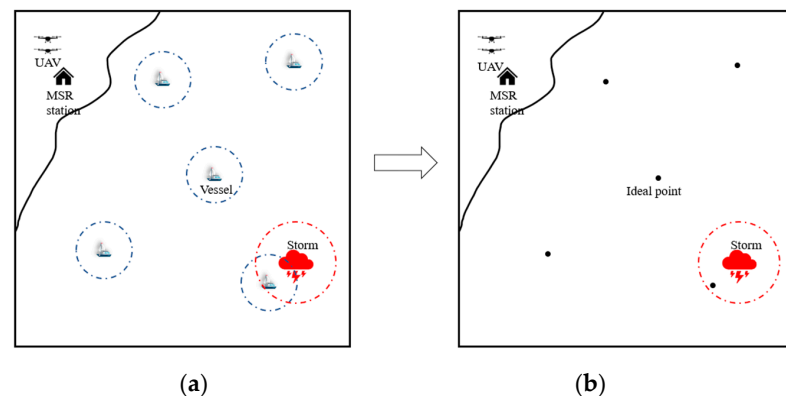 UAV
MSR
station
Vessel
Storm
(a)
UAV
MSR
station
Ideal point
Storm
(b)